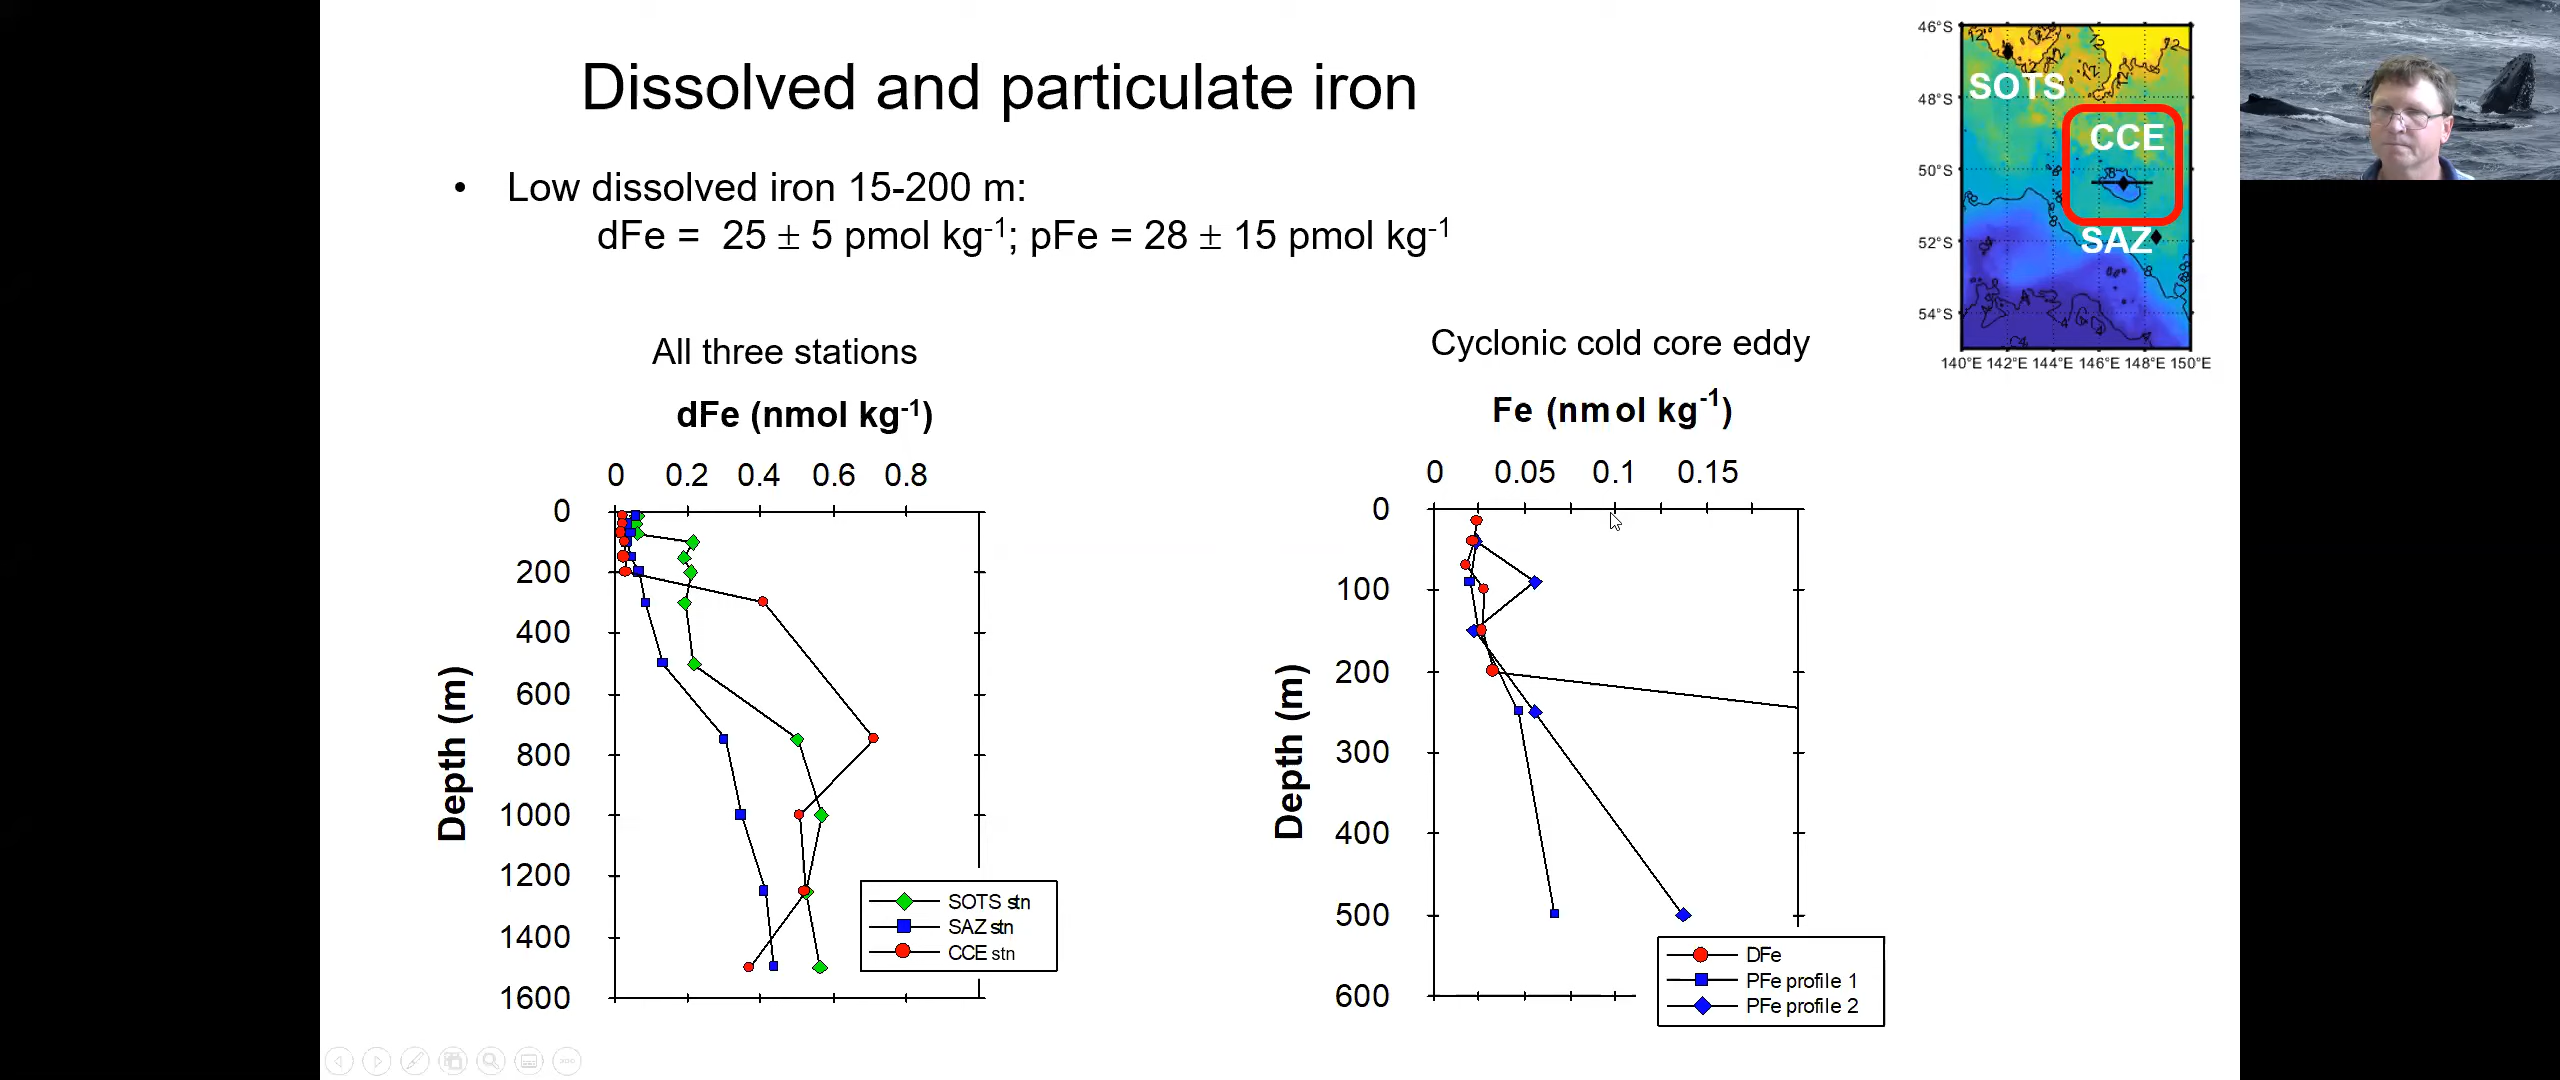 Dissolved and particulate iron
• Low dissolved iron 15-200 m:
dFe = 25 ± 5 pmol kg-1; pFe = 28 ± 15 pmol kg-1
All three stations
dFe (nmol kg-1)
0 0.2 0.4 0.6 0.8
0
200
400
600
800
1000
1200
1400
1600
Depth (m)
SOTS stn
SAZ stn
CCE stn
Cyclonic cold core eddy
Fe (nmol kg-1)
0 0.05 0.1 0.15
0
100
200
300
400
500
600
Depth (m)
DFe
PFe profile 1
PFe profile 2
46°S
48°S
50°S
52°S
54°S
140°E 142°E 144°E 146°E 148°E 150°E
SOTS
CCE
SAZ